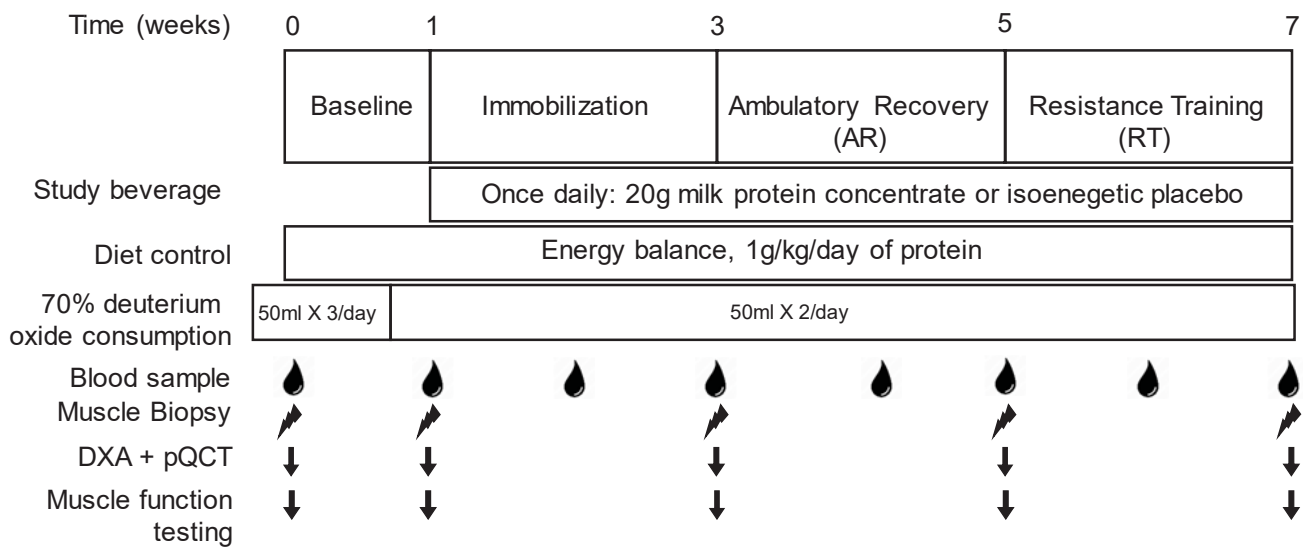 Time (weeks) 0 1 3 5 7
Baseline Immobilization Ambulatory Recovery Resistance Training
(AR) (RT)
Study beverage Once daily: 20g milk protein concentrate or isoenegetic placebo
Diet control Energy balance, 1g/kg/day of protein
70% deuterium
oxide consumption 50ml X 3/day 50ml X 2/day
Blood sample
Muscle Biopsy
DXA + pQCT
Muscle function
testing